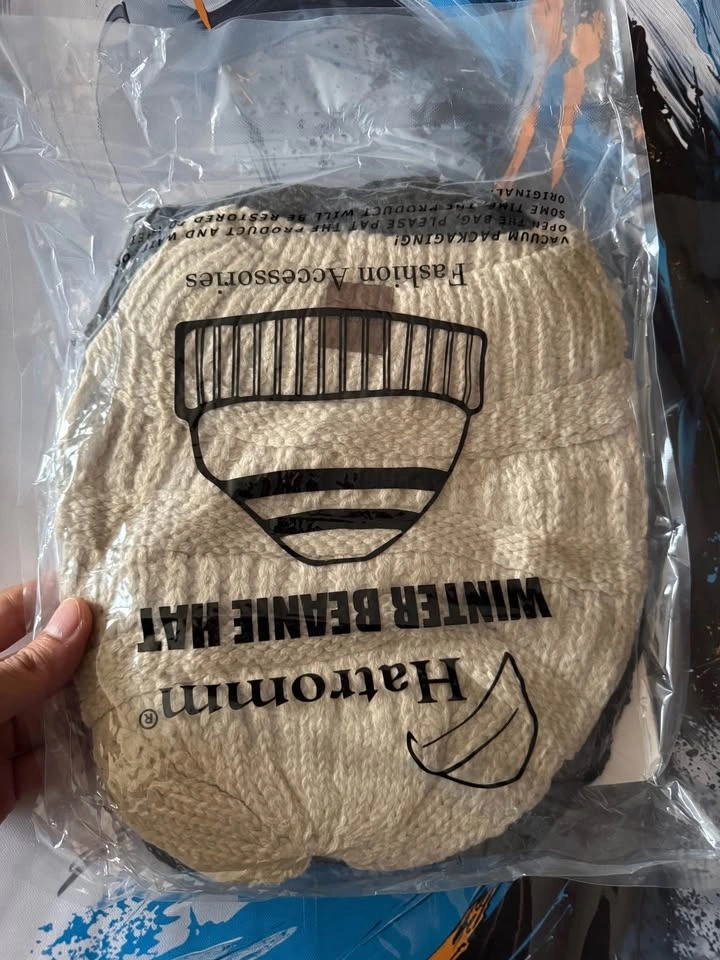 Hatromm®
WINTER BEANIE HAT
Fashion Accessories
VACUUM PACKAGING!
OPEN THE BAG, PLEASE PAT THE PRODUCT AND
SOME TIME, THE PRODUCT WILL BE RESTORED
ORIGINAL.